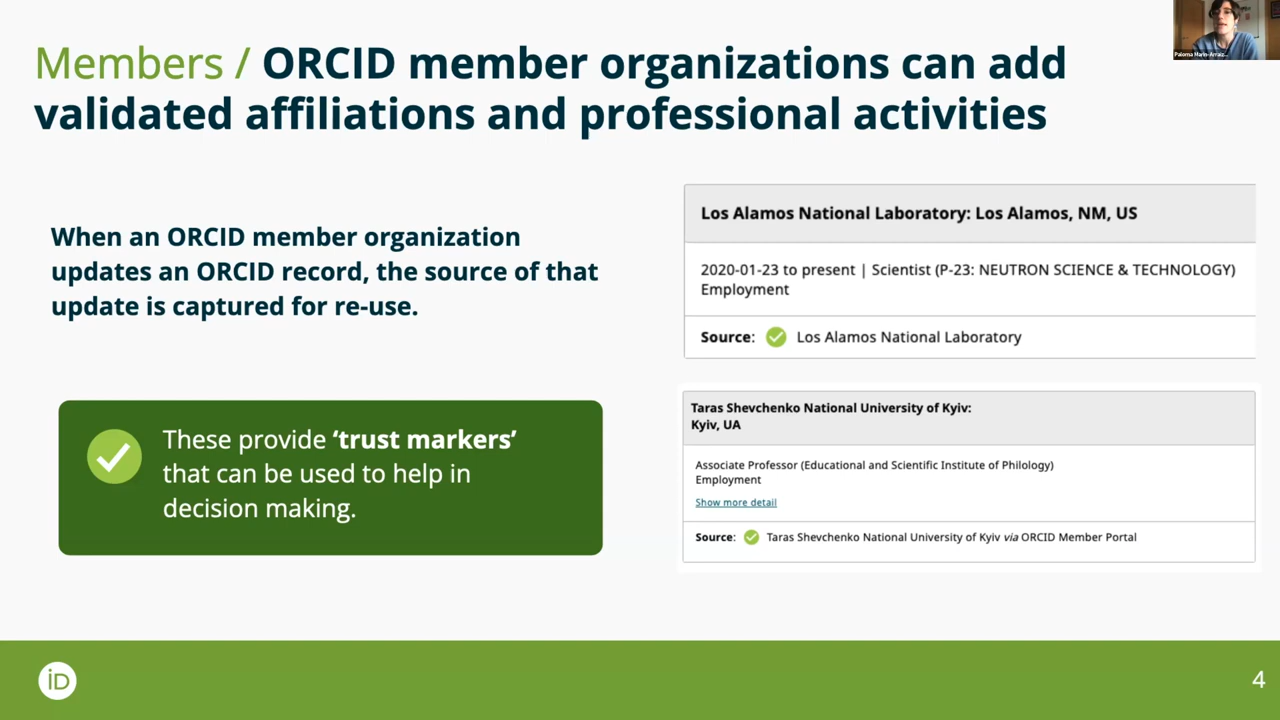 Members / ORCID member organizations can add
validated affiliations and professional activities
When an ORCID member organization
updates an ORCID record, the source of that
update is captured for re-use.
These provide ‘trust markers’
that can be used to help in
decision making.
Los Alamos National Laboratory: Los Alamos, NM, US
2020-01-23 to present | Scientist (P-23: NEUTRON SCIENCE & TECHNOLOGY)
Employment
Source: Los Alamos National Laboratory
Taras Shevchenko National University of Kyiv:
Kyiv, UA
Associate Professor (Educational and Scientific Institute of Philology)
Employment
Show more detail
Source: Taras Shevchenko National University of Kyiv via ORCID Member Portal
iD
4